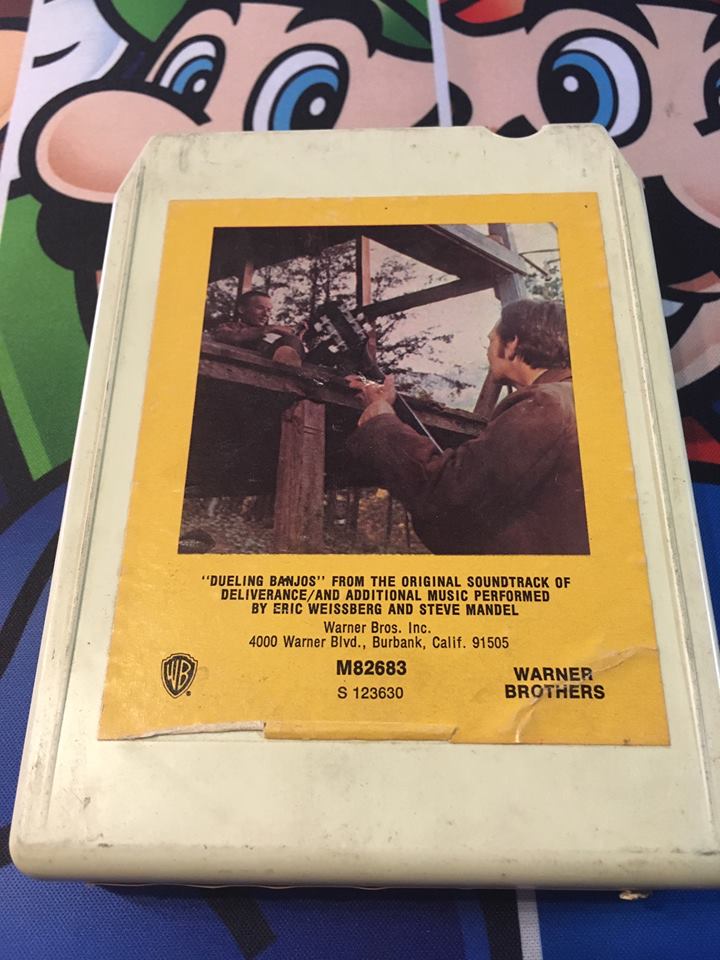 "DUELING BANJOS" FROM THE ORIGINAL SOUNDTRACK OF
DELIVERANCE/AND ADDITIONAL MUSIC PERFORMED
BY ERIC WEISSBERG AND STEVE MANDEL
Warner Bros. Inc.
4000 Warner Blvd., Burbank, Calif. 91505
M82683
S 123630
WB®
WARNER
BROTHERS